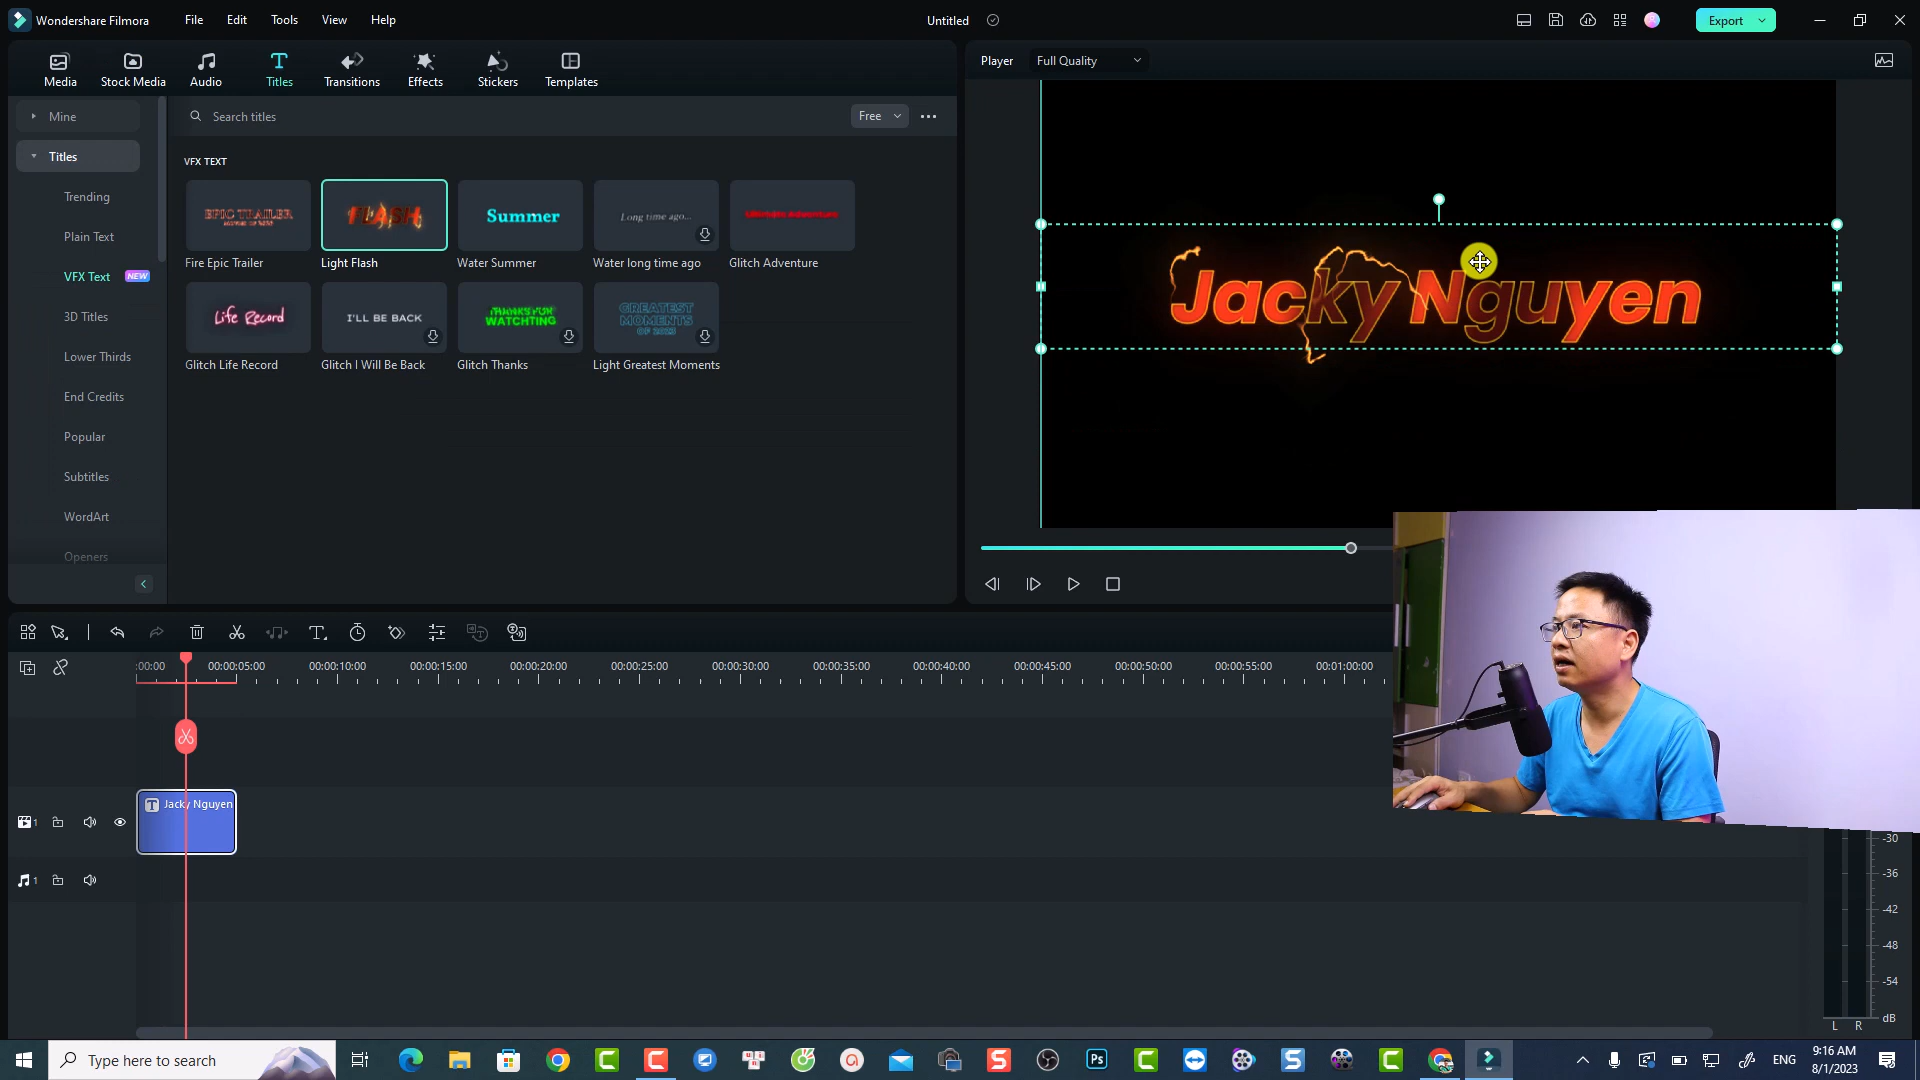 Wondershare Filmora
File
Edit
Tools
View
Help
Untitled
Export
Media
Stock Media
Audio
Titles
Transitions
Effects
Stickers
Templates
Player
Full Quality
Mine
Search titles
Free
Titles
VFX TEXT
Trending
Plain Text
VFX Text
NEW
3D Titles
Lower Thirds
End Credits
Popular
Subtitles
WordArt
Openers
EPIC TRAILER
FLASH
Summer
Long time ago...
Fire Epic Trailer
Light Flash
Water Summer
Water long time ago
Glitch Adventure
Life Record
I'LL BE BACK
THANKS FOR
WATCHING
GREATEST
MOMENTS
OF 2023
Glitch Life Record
Glitch I Will Be Back
Glitch Thanks
Light Greatest Moments
Jacky Nguyen
:00:00
00:00:05:00
00:00:10:00
00:00:15:00
00:00:20:00
00:00:25:00
00:00:30:00
00:00:35:00
00:00:40:00
00:00:45:00
00:00:50:00
00:00:55:00
00:01:00:00
Jacky Nguyen
1
1
-30
-36
-42
-48
-54
dB
L R
Type here to search
Ps
ENG
9:16 AM
8/1/2023